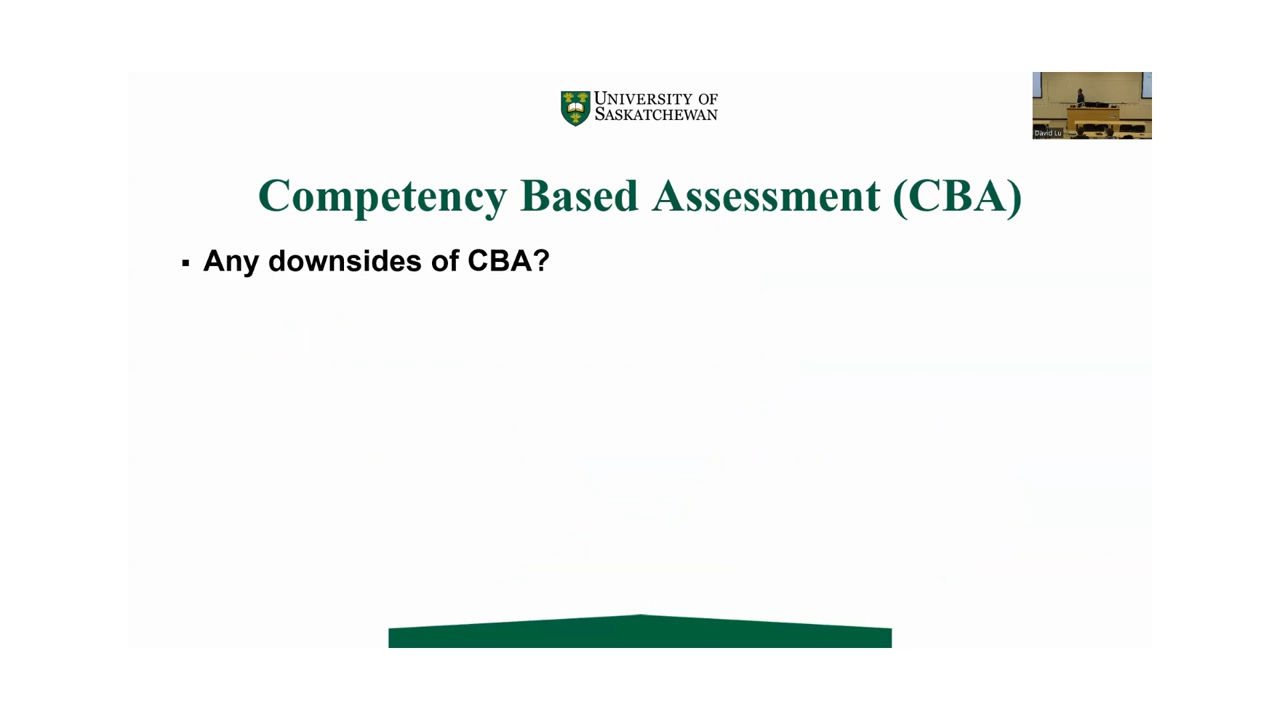 UNIVERSITY OF
SASKATCHEWAN
David Lu
Competency Based Assessment (CBA)
▪ Any downsides of CBA?